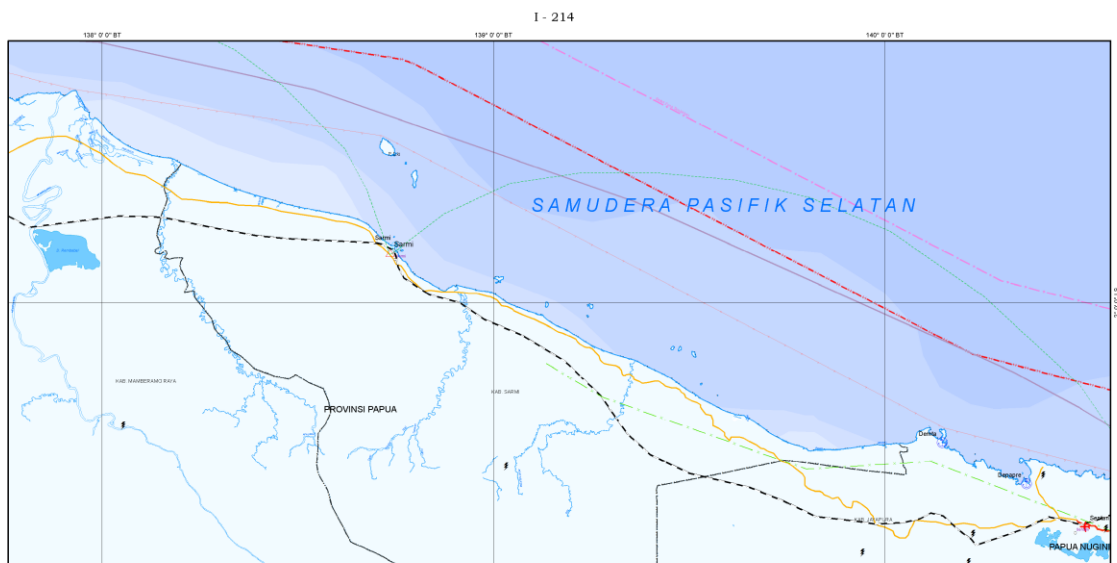 I - 214
138° 0' 0" BT
139° 0' 0" BT
140° 0' 0" BT
SAMUDERA PASIFIK SELATAN
Sarmi
Sarmi
KAB. MAMBERAMO RAYA
PROVINSI PAPUA
KAB. SARMI
Demta
Depapre
KAB. JAYAPURA
PAPUA NUGINI